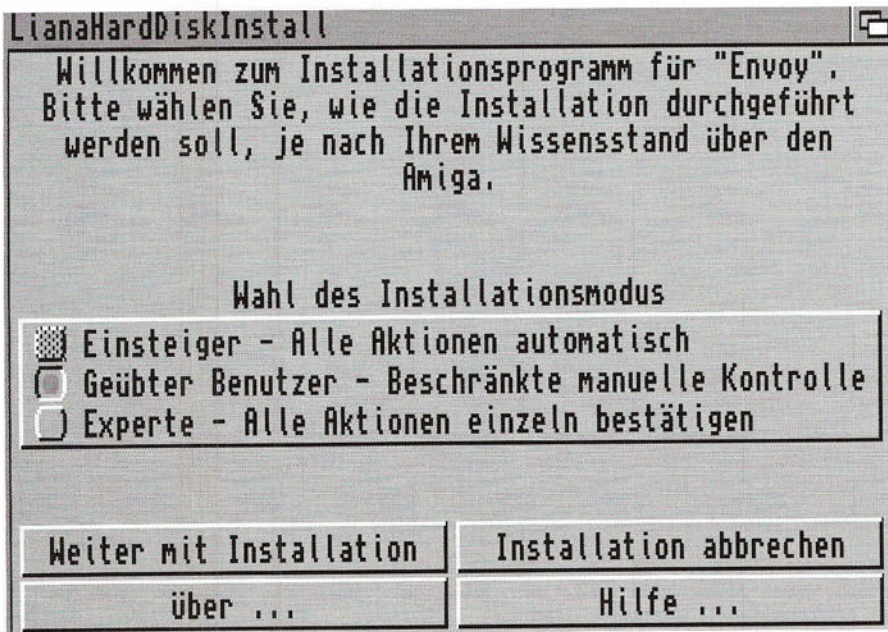 LianaHardDiskInstall
Willkommen zum Installationsprogramm für "Envoy".
Bitte wählen Sie, wie die Installation durchgeführt
werden soll, je nach Ihrem Wissensstand über den
Amiga.
Wahl des Installationsmodus
Einsteiger - Alle Aktionen automatisch
Geübter Benutzer - Beschränkte manuelle Kontrolle
Experte - Alle Aktionen einzeln bestätigen
Weiter mit Installation
Installation abbrechen
über ...
Hilfe ...